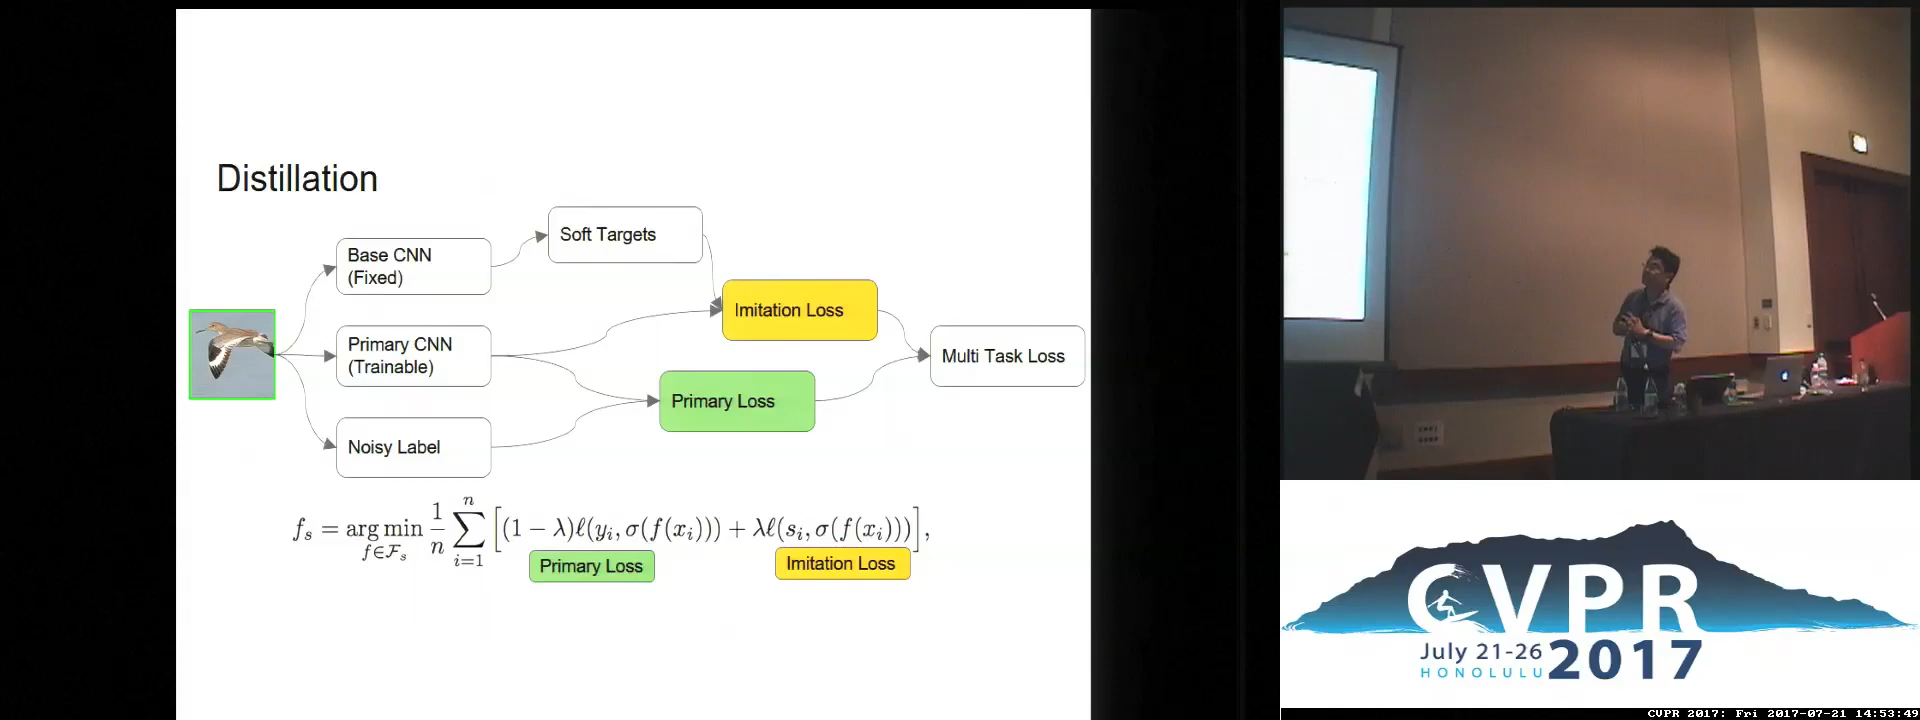 Distillation
Soft Targets
Base CNN
(Fixed)
Imitation Loss
Primary CNN
(Trainable)
Multi Task Loss
Primary Loss
Noisy Label
f_s = arg min_{f∈𝓕_s} 1/n ∑_{i=1}^{n} [(1 − λ)ℓ(y_i, σ(f(x_i))) + λℓ(s_i, σ(f(x_i)))],
Primary Loss
Imitation Loss
CVPR
July 21-26 2017
HONOLULU
CVPR 2017: Fri 2017-07-21 14:53:49